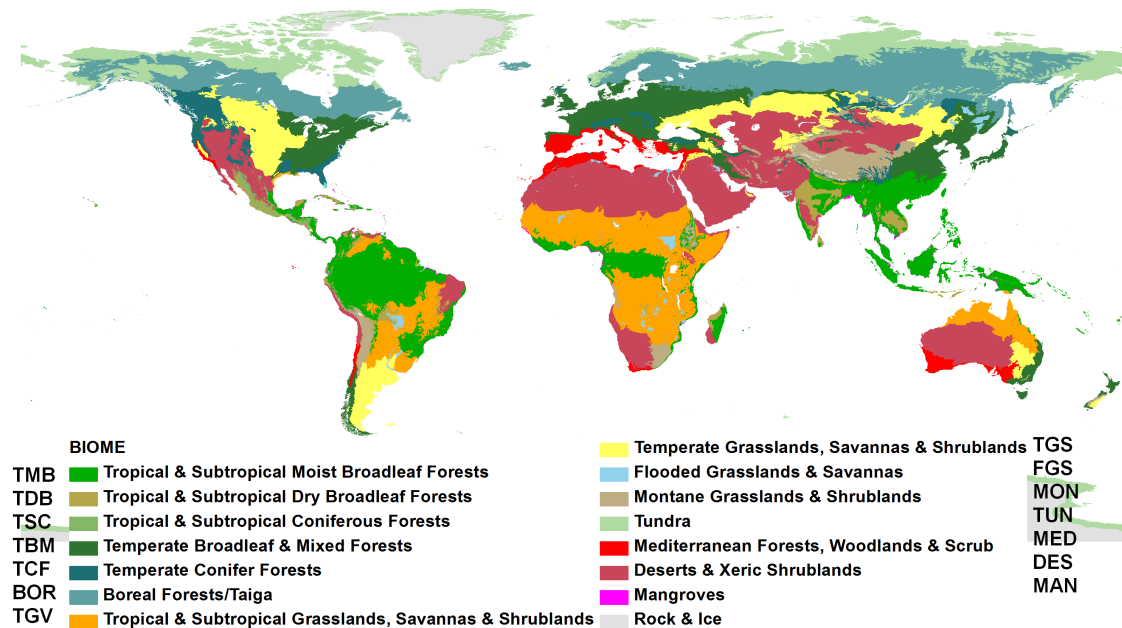 BIOME
TMB Tropical & Subtropical Moist Broadleaf Forests
TDB Tropical & Subtropical Dry Broadleaf Forests
TSC Tropical & Subtropical Coniferous Forests
TBM Temperate Broadleaf & Mixed Forests
TCF Temperate Conifer Forests
BOR Boreal Forests/Taiga
TGV Tropical & Subtropical Grasslands, Savannas & Shrublands
Temperate Grasslands, Savannas & Shrublands TGS
Flooded Grasslands & Savannas FGS
Montane Grasslands & Shrublands MON
Tundra TUN
Mediterranean Forests, Woodlands & Scrub MED
Deserts & Xeric Shrublands DES
Mangroves MAN
Rock & Ice